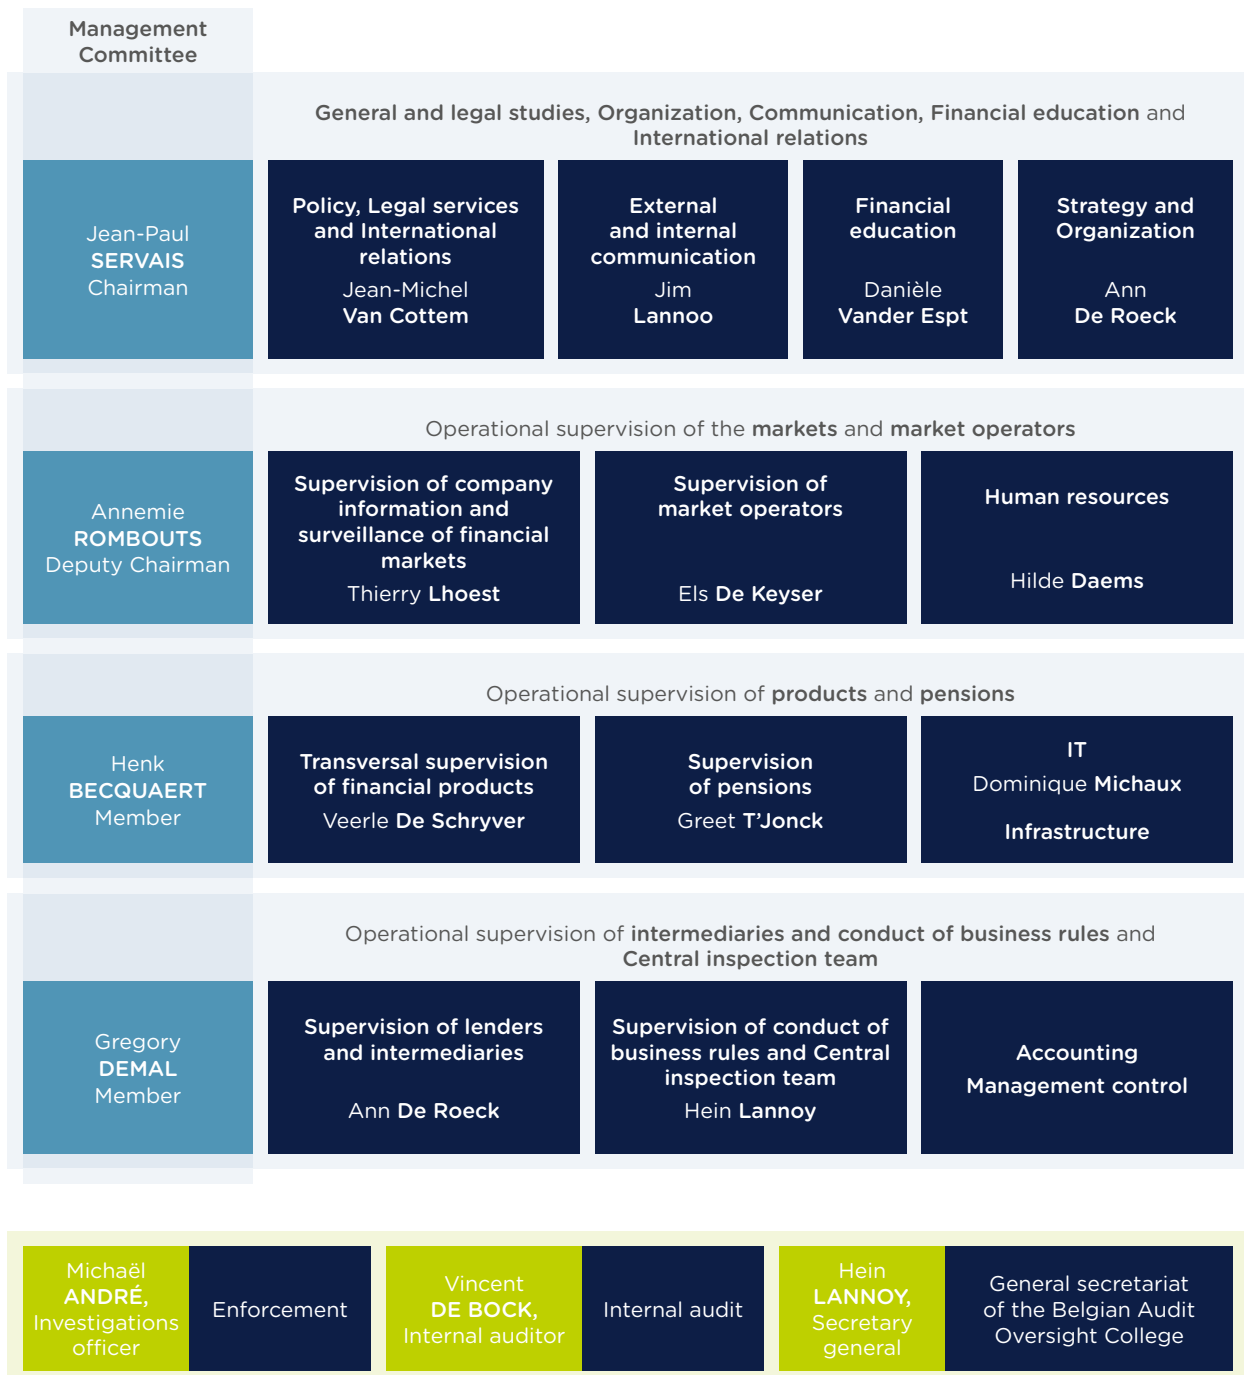 Management
Committee
General and legal studies, Organization, Communication, Financial education and
International relations
Jean-Paul
SERVAIS
Chairman
Policy, Legal services
and International
relations
Jean-Michel
Van Cottem
External
and internal
communication
Jim
Lannoo
Financial
education
Danièle
Vander Espt
Strategy and
Organization
Ann
De Roeck
Operational supervision of the markets and market operators
Annemie
ROMBOUTS
Deputy Chairman
Supervision of company
information and
surveillance of financial
markets
Thierry Lhoest
Supervision of
market operators
Els De Keyser
Human resources
Hilde Daems
Operational supervision of products and pensions
Henk
BECQUAERT
Member
Transversal supervision
of financial products
Veerle De Schryver
Supervision
of pensions
Greet T’Jonck
IT
Dominique Michaux
Infrastructure
Operational supervision of intermediaries and conduct of business rules and
Central inspection team
Gregory
DEMAL
Member
Supervision of lenders
and intermediaries
Ann De Roeck
Supervision of conduct of
business rules and Central
inspection team
Hein Lannoy
Accounting
Management control
Michaël
ANDRÉ,
Investigations
officer
Enforcement
Vincent
DE BOCK,
Internal auditor
Internal audit
Hein
LANNOY,
Secretary
general
General secretariat
of the Belgian Audit
Oversight College